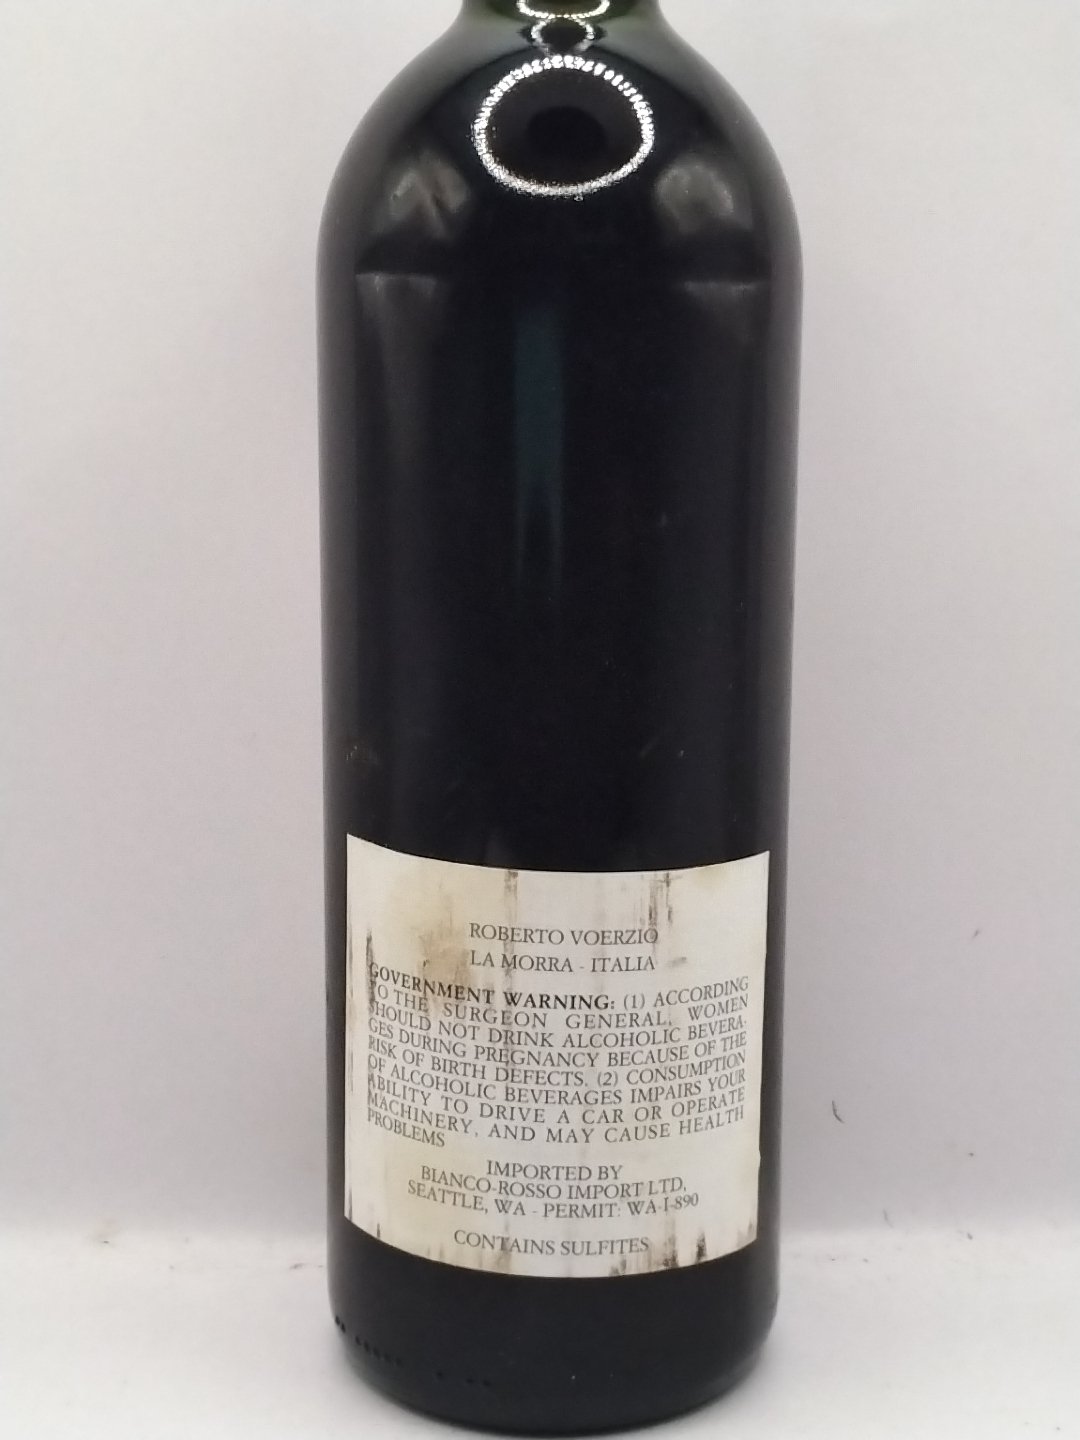 ROBERTO VOERZIO
LA MORRA - ITALIA
GOVERNMENT WARNING: (1) ACCORDING
TO THE SURGEON GENERAL, WOMEN
SHOULD NOT DRINK ALCOHOLIC BEVERA-
GES DURING PREGNANCY BECAUSE OF THE
RISK OF BIRTH DEFECTS. (2) CONSUMPTION
OF ALCOHOLIC BEVERAGES IMPAIRS YOUR
ABILITY TO DRIVE A CAR OR OPERATE
MACHINERY, AND MAY CAUSE HEALTH
PROBLEMS
IMPORTED BY
BIANCO-ROSSO IMPORT LTD.
SEATTLE, WA - PERMIT: WA-I-890
CONTAINS SULFITES